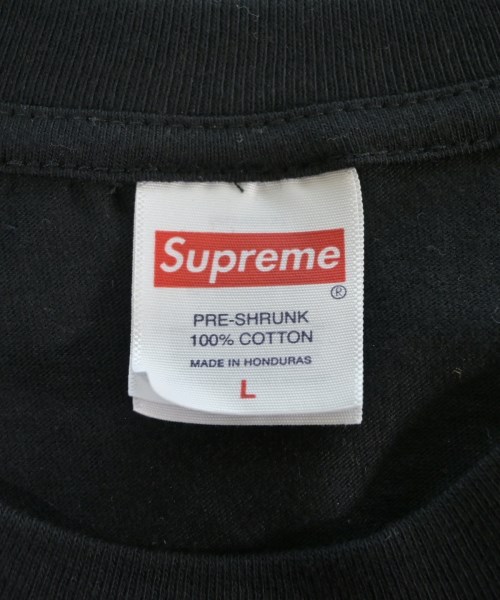 Supreme
®
PRE-SHRUNK
100% COTTON
MADE IN HONDURAS
L